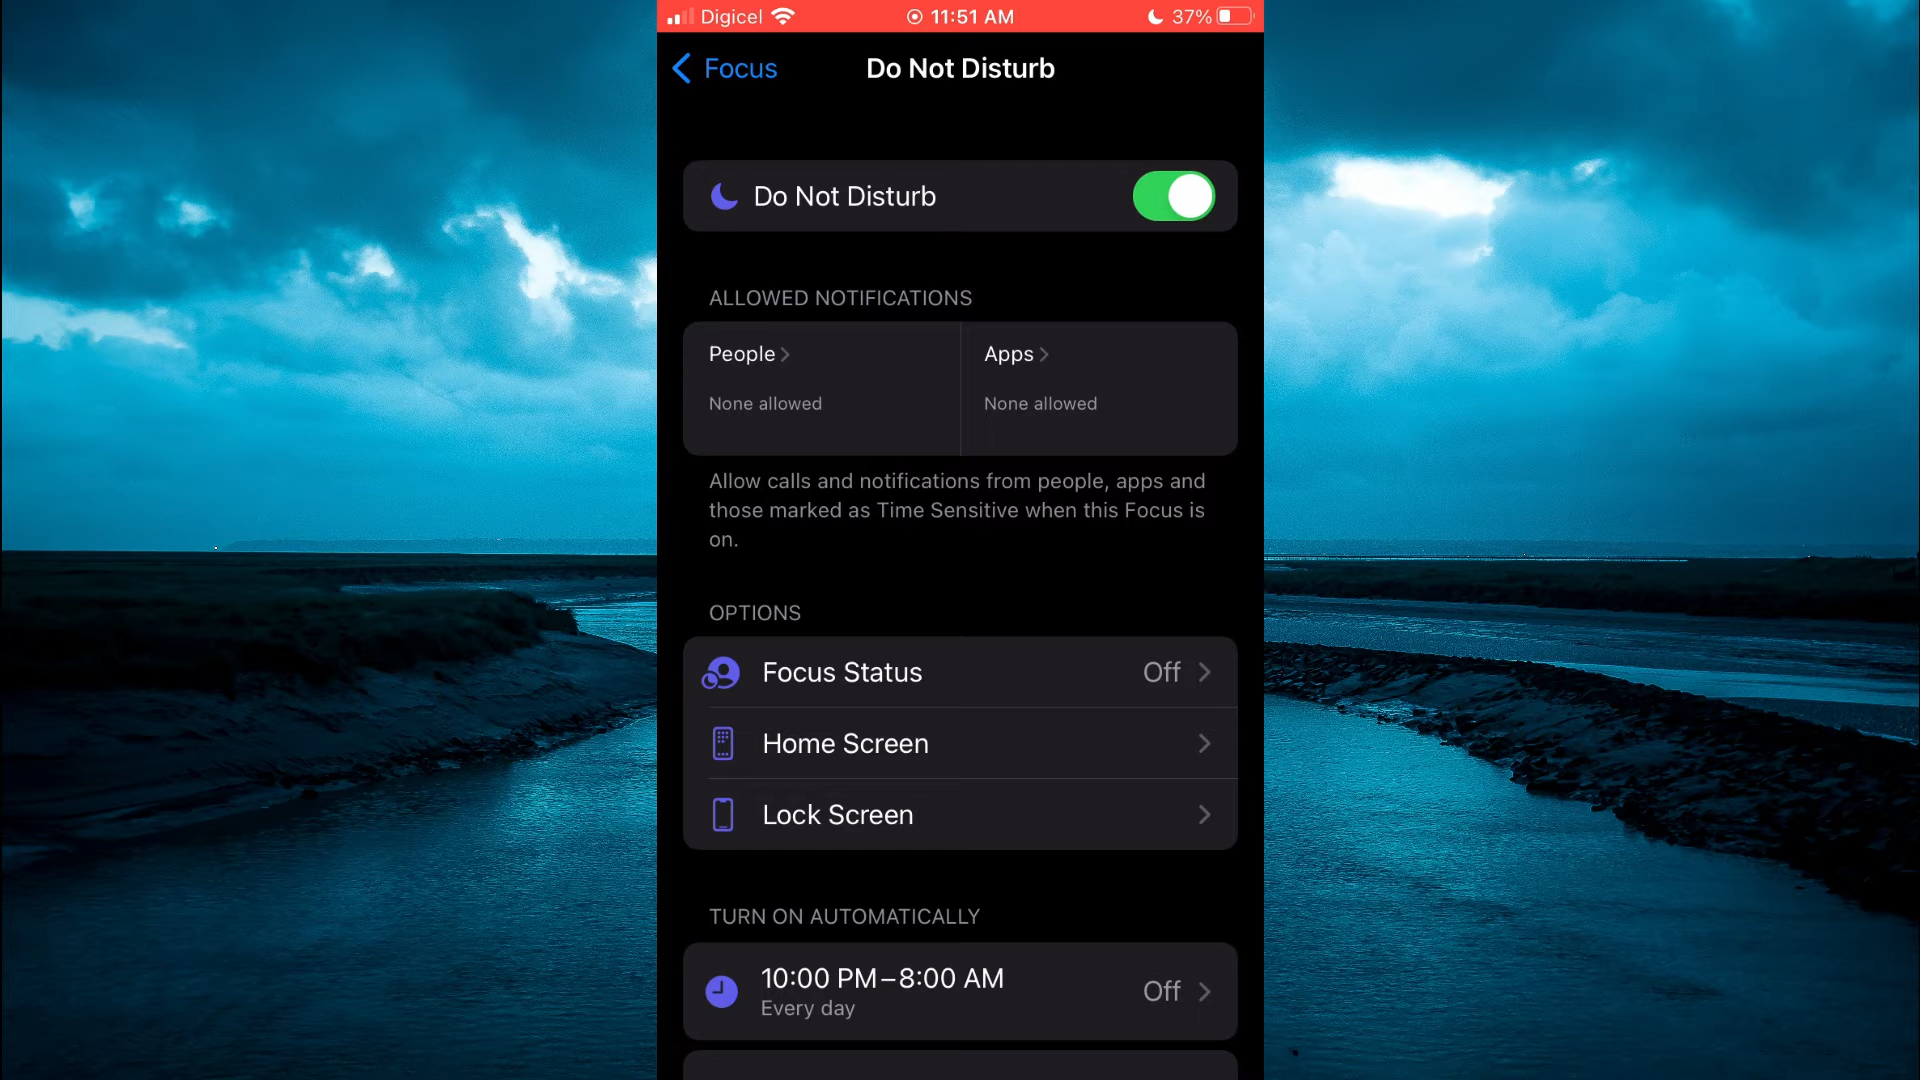 Digicel 11:51 AM 37%
Focus Do Not Disturb
Do Not Disturb
ALLOWED NOTIFICATIONS
People Apps
None allowed None allowed
Allow calls and notifications from people, apps and
those marked as Time Sensitive when this Focus is
on.
OPTIONS
Focus Status Off
Home Screen
Lock Screen
TURN ON AUTOMATICALLY
10:00 PM–8:00 AM Off
Every day